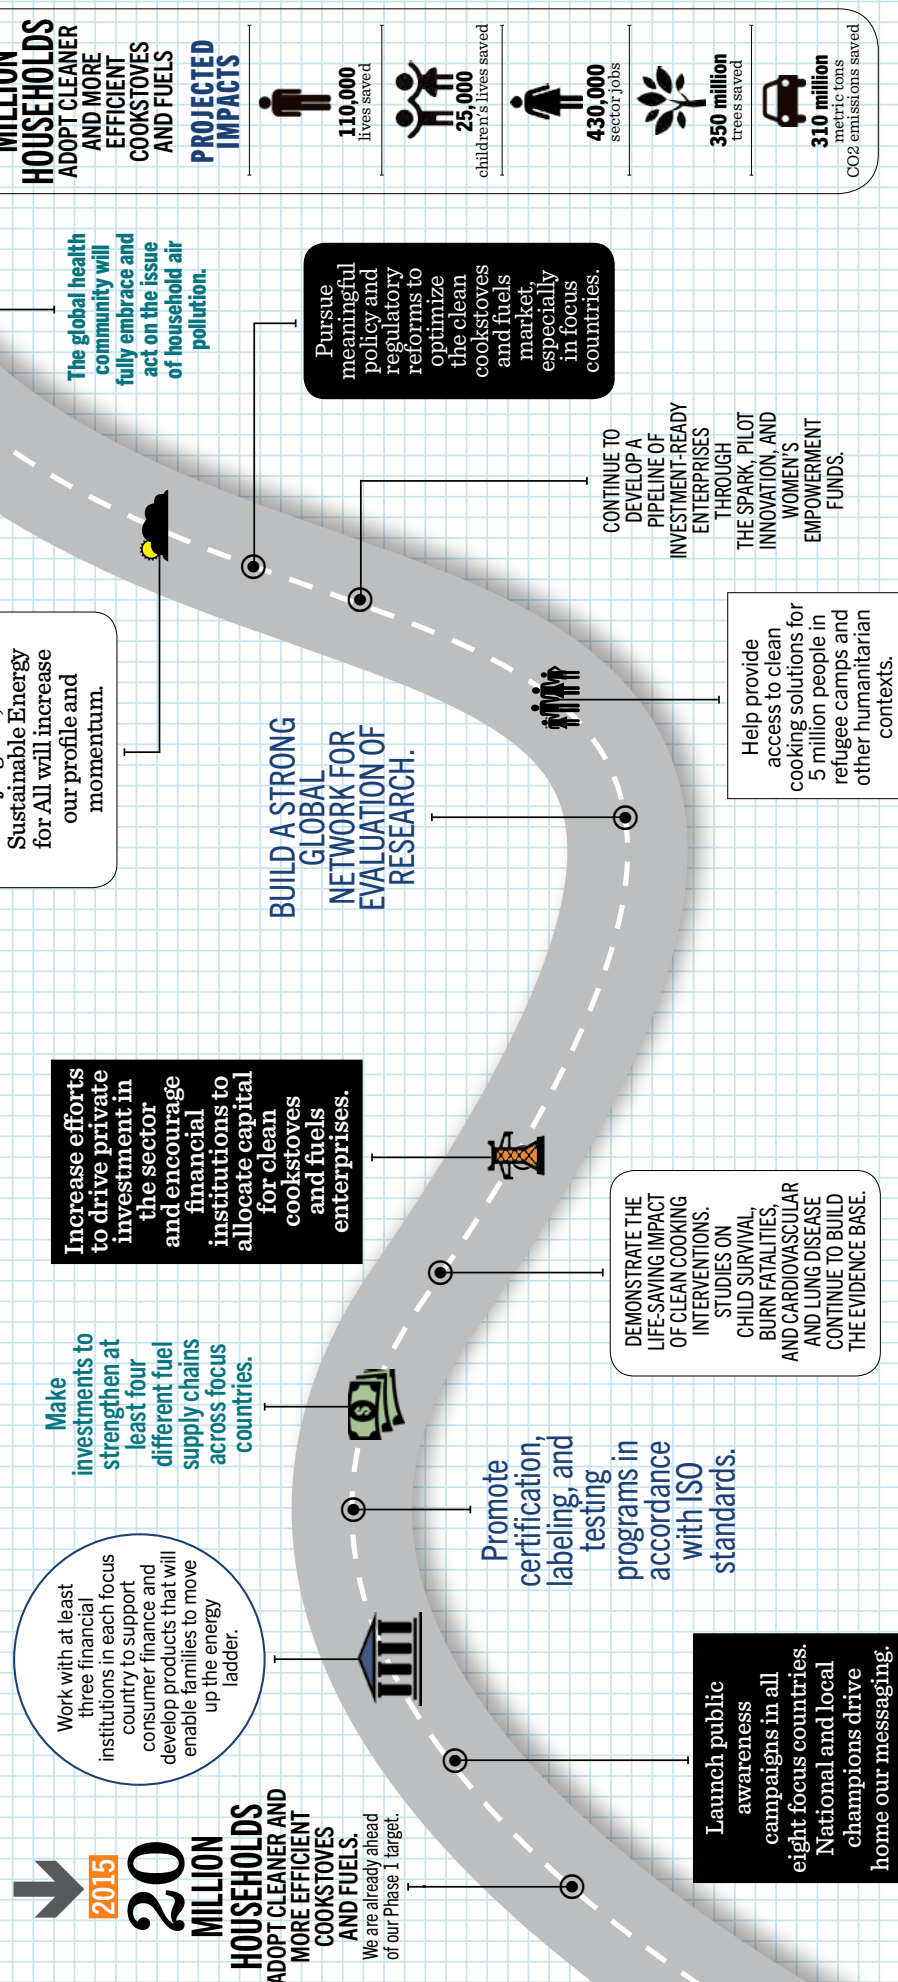 2015
20
MILLION
HOUSEHOLDS
ADOPT CLEANER AND
MORE EFFICIENT
COOKSTOVES
AND FUELS.
We are already ahead
of our Phase 1 target.
Launch public
awareness
campaigns in all
eight focus countries.
National and local
champions drive
home our messaging.
Work with at least
three financial
institutions in each focus
country to support
consumer finance and
develop products that will
enable families to move
up the energy
ladder.
Promote
certification,
labeling, and
testing
programs in
accordance
with ISO
standards.
Make
investments to
strengthen at
least four
different fuel
supply chains
across focus
countries.
DEMONSTRATE THE
LIFE-SAVING IMPACT
OF CLEAN COOKING
INTERVENTIONS.
STUDIES ON
CHILD SURVIVAL,
BURN FATALITIES,
AND CARDIOVASCULAR
AND LUNG DISEASE
CONTINUE TO BUILD
THE EVIDENCE BASE.
Increase efforts
to drive private
investment in
the sector
and encourage
financial
institutions to
allocate capital
for clean
cookstoves
and fuels
enterprises.
BUILD A STRONG
GLOBAL
NETWORK FOR
EVALUATION OF
RESEARCH.
Help provide
access to clean
cooking solutions for
5 million people in
refugee camps and
other humanitarian
contexts.
Sustainable Energy
for All will increase
our profile and
momentum.
CONTINUE TO
DEVELOP A
PIPELINE OF
INVESTMENT-READY
ENTERPRISES
THROUGH
THE SPARK, PILOT
INNOVATION, AND
WOMEN'S
EMPOWERMENT
FUNDS.
Pursue
meaningful
policy and
regulatory
reforms to
optimize
the clean
cookstoves
and fuels
market,
especially
in focus
countries.
The global health
community will
fully embrace and
act on the issue
of household air
pollution.
MILLION
HOUSEHOLDS
ADOPT CLEANER
AND MORE
EFFICIENT
COOKSTOVES
AND FUELS
PROJECTED
IMPACTS
110,000
lives saved
25,000
children's lives saved
430,000
sector jobs
350 million
trees saved
310 million
metric tons
CO2 emissions saved